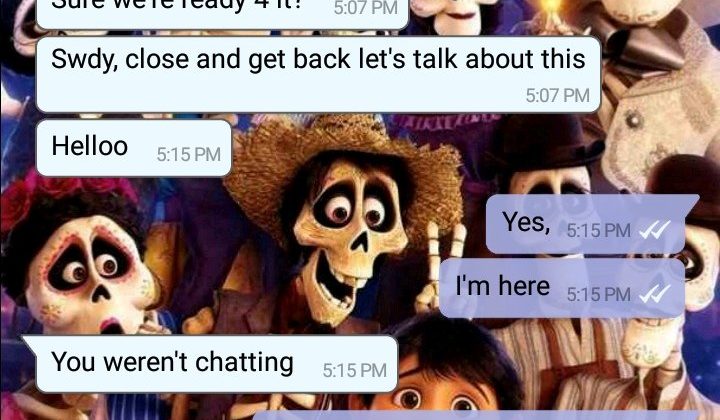 Sure we're ready 4 it? 5:07 PM
Swdy, close and get back let's talk about this
5:07 PM
Helloo 5:15 PM
Yes, 5:15 PM
I'm here 5:15 PM
You weren't chatting 5:15 PM